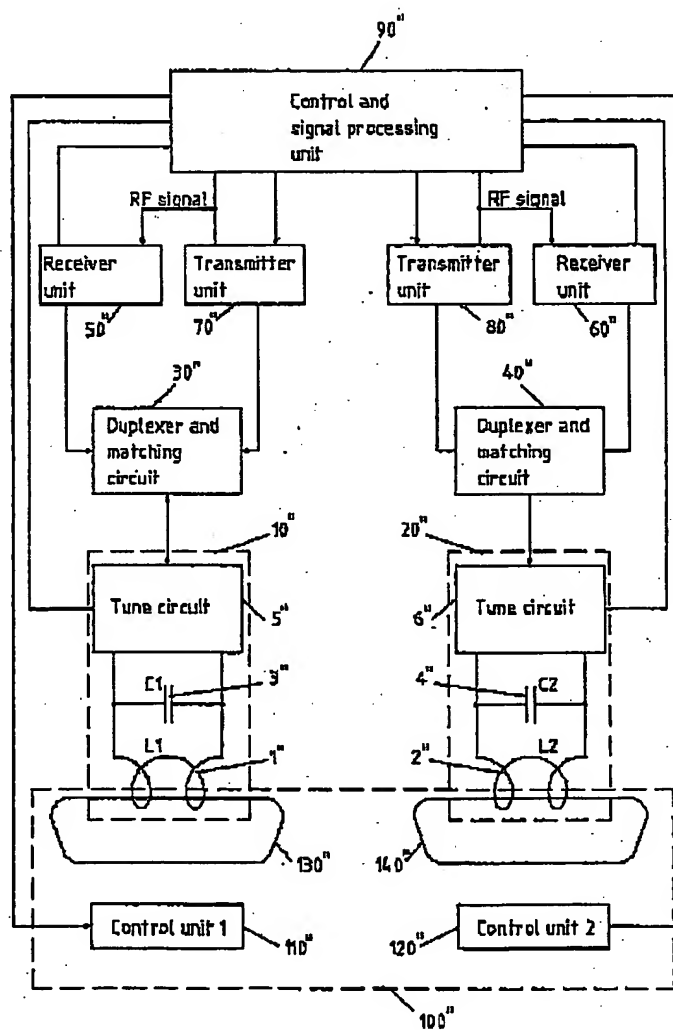 90"
Control and
signal processing
unit
RF signal
RF signal
Receiver
unit
Transmitter
unit
Transmitter
unit
Receiver
unit
50"
70"
80"
60"
30"
40"
Duplexer and
matching
circuit
Duplexer and
matching
circuit
10"
20"
Tune circuit
5"
6"
Tune circuit
C1
3"
4"
C2
L1
1"
2"
L2
130"
140"
Control unit 1
110"
120"
Control unit 2
100"